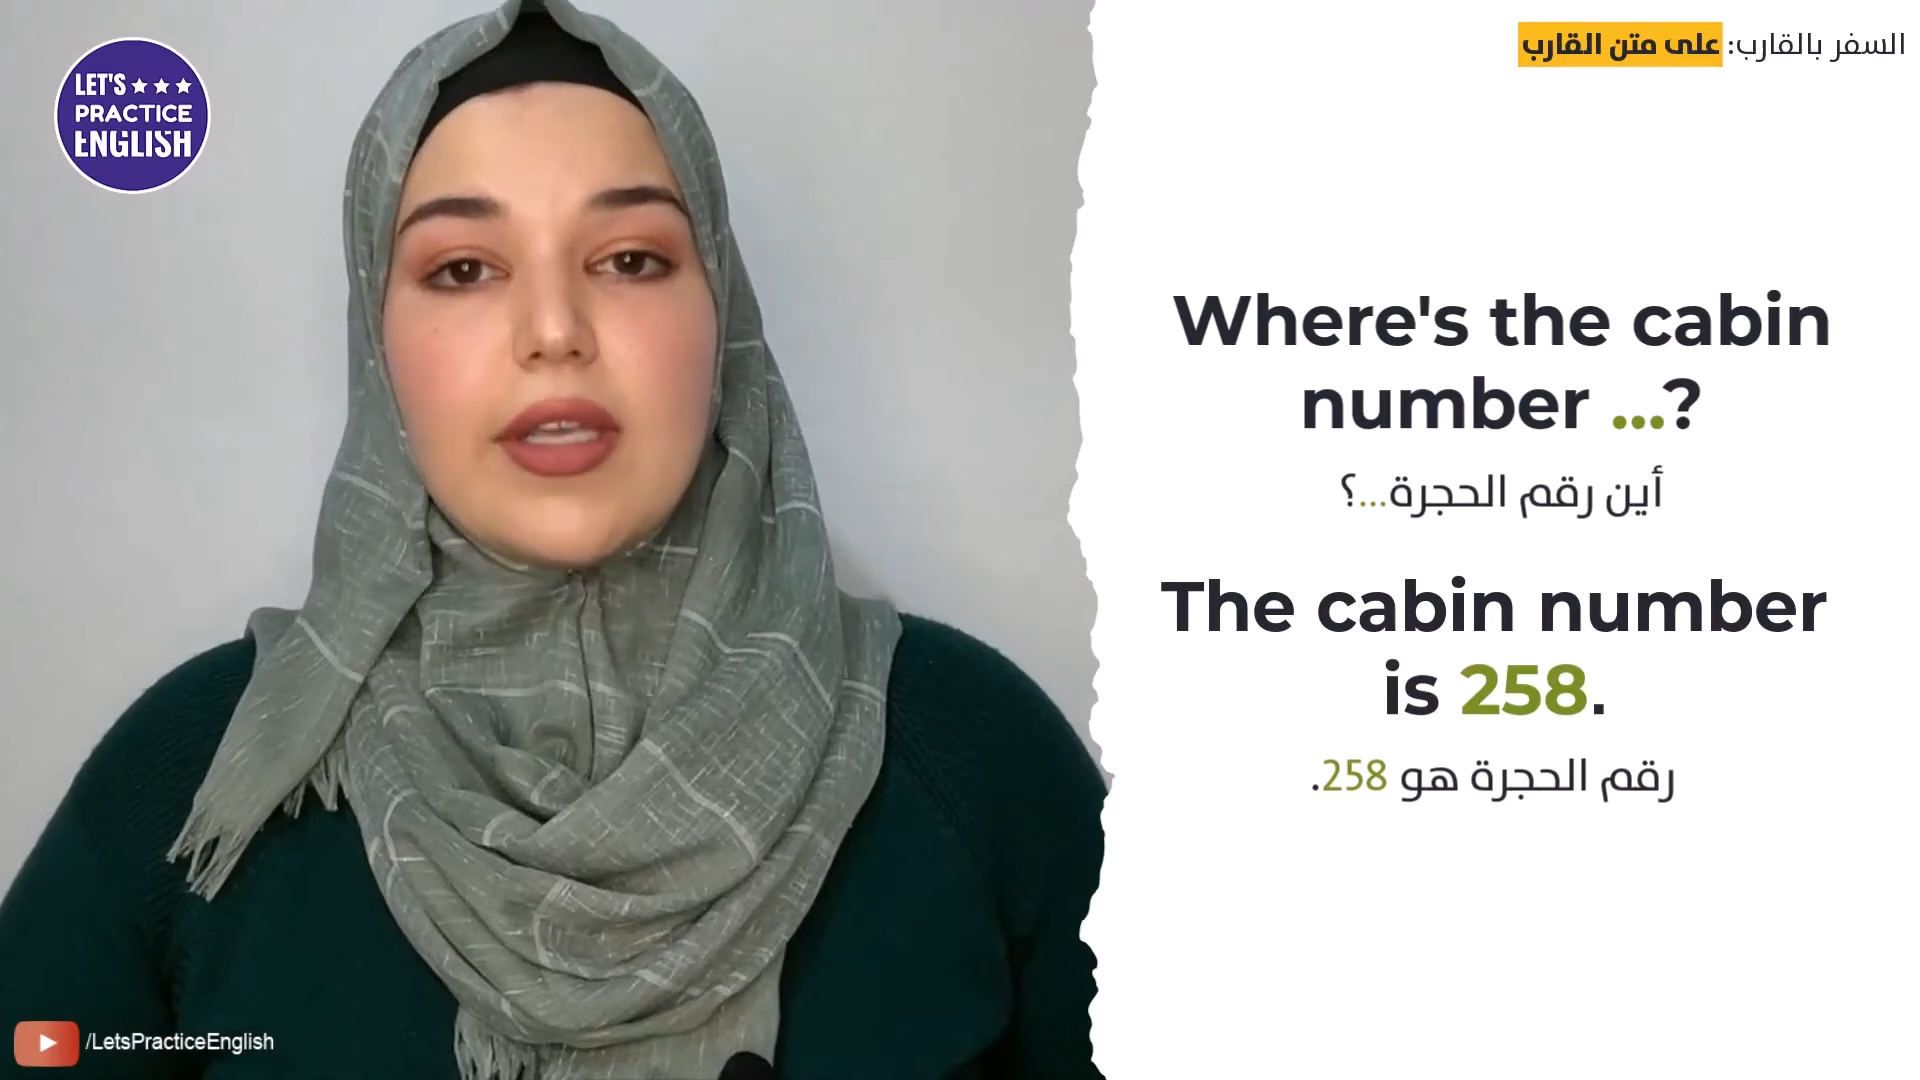 LET'S
PRACTICE
ENGLISH
السفر بالقارب: على متن القارب
Where's the cabin
number ...?
أين رقم الحجرة...؟
The cabin number
is 258.
رقم الحجرة هو 258.
/LetsPracticeEnglish